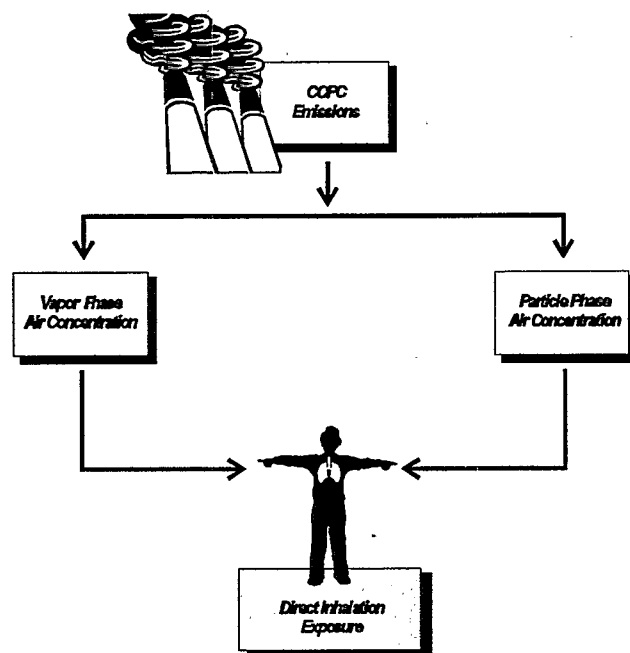 COPC
Emissions
Vapor Phase
Air Concentration
Particle Phase
Air Concentration
Direct Inhalation
Exposure